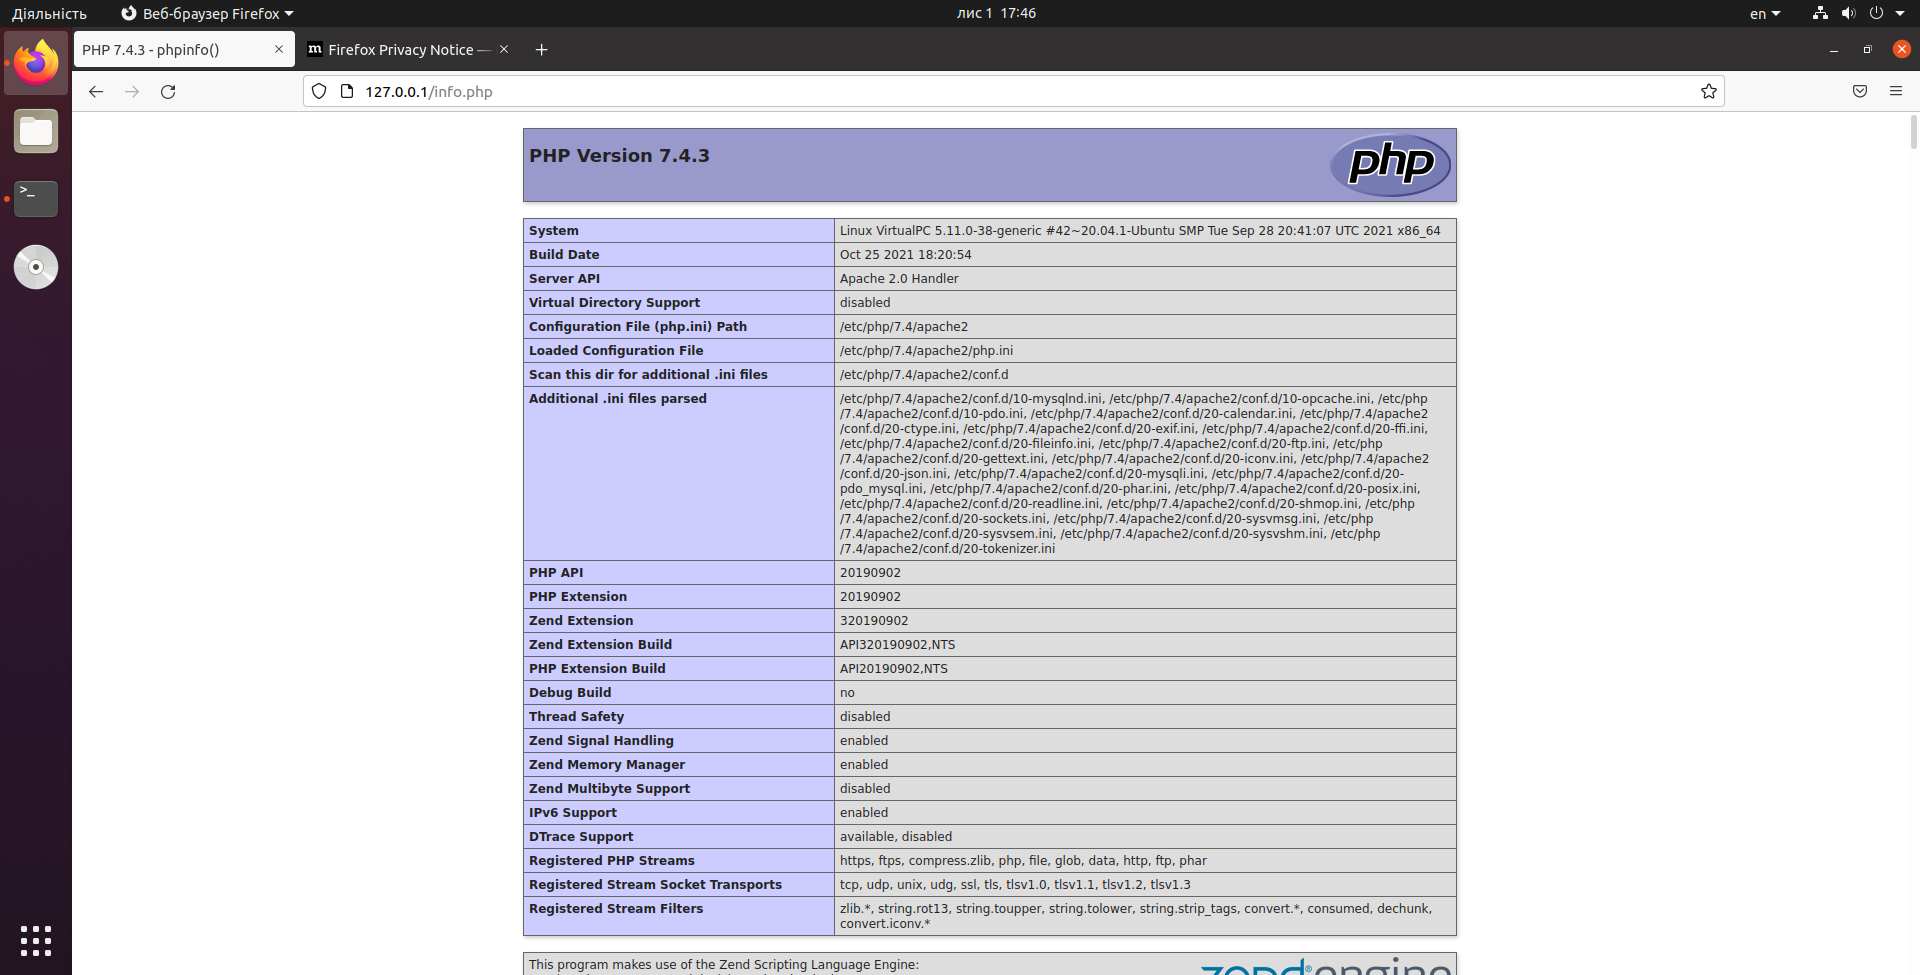 Діяльність
Веб-браузер Firefox
лис 1 17:46
en
PHP 7.4.3 - phpinfo()
m Firefox Privacy Notice —
127.0.0.1/info.php
>_
PHP Version 7.4.3
php
System Linux VirtualPC 5.11.0-38-generic #42~20.04.1-Ubuntu SMP Tue Sep 28 20:41:07 UTC 2021 x86_64
Build Date Oct 25 2021 18:20:54
Server API Apache 2.0 Handler
Virtual Directory Support disabled
Configuration File (php.ini) Path /etc/php/7.4/apache2
Loaded Configuration File /etc/php/7.4/apache2/php.ini
Scan this dir for additional .ini files /etc/php/7.4/apache2/conf.d
Additional .ini files parsed /etc/php/7.4/apache2/conf.d/10-mysqlnd.ini, /etc/php/7.4/apache2/conf.d/10-opcache.ini, /etc/php
/7.4/apache2/conf.d/10-pdo.ini, /etc/php/7.4/apache2/conf.d/20-calendar.ini, /etc/php/7.4/apache2
/conf.d/20-ctype.ini, /etc/php/7.4/apache2/conf.d/20-exif.ini, /etc/php/7.4/apache2/conf.d/20-ffi.ini,
/etc/php/7.4/apache2/conf.d/20-fileinfo.ini, /etc/php/7.4/apache2/conf.d/20-ftp.ini, /etc/php
/7.4/apache2/conf.d/20-gettext.ini, /etc/php/7.4/apache2/conf.d/20-iconv.ini, /etc/php/7.4/apache2
/conf.d/20-json.ini, /etc/php/7.4/apache2/conf.d/20-mysqli.ini, /etc/php/7.4/apache2/conf.d/20-
pdo_mysql.ini, /etc/php/7.4/apache2/conf.d/20-phar.ini, /etc/php/7.4/apache2/conf.d/20-posix.ini,
/etc/php/7.4/apache2/conf.d/20-readline.ini, /etc/php/7.4/apache2/conf.d/20-shmop.ini, /etc/php
/7.4/apache2/conf.d/20-sockets.ini, /etc/php/7.4/apache2/conf.d/20-sysvmsg.ini, /etc/php
/7.4/apache2/conf.d/20-sysvsem.ini, /etc/php/7.4/apache2/conf.d/20-sysvshm.ini, /etc/php
/7.4/apache2/conf.d/20-tokenizer.ini
PHP API 20190902
PHP Extension 20190902
Zend Extension 320190902
Zend Extension Build API320190902,NTS
PHP Extension Build API20190902,NTS
Debug Build no
Thread Safety disabled
Zend Signal Handling enabled
Zend Memory Manager enabled
Zend Multibyte Support disabled
IPv6 Support enabled
DTrace Support available, disabled
Registered PHP Streams https, ftps, compress.zlib, php, file, glob, data, http, ftp, phar
Registered Stream Socket Transports tcp, udp, unix, udg, ssl, tls, tlsv1.0, tlsv1.1, tlsv1.2, tlsv1.3
Registered Stream Filters zlib.*, string.rot13, string.toupper, string.tolower, string.strip_tags, convert.*, consumed, dechunk,
convert.iconv.*
This program makes use of the Zend Scripting Language Engine:
zend® engine